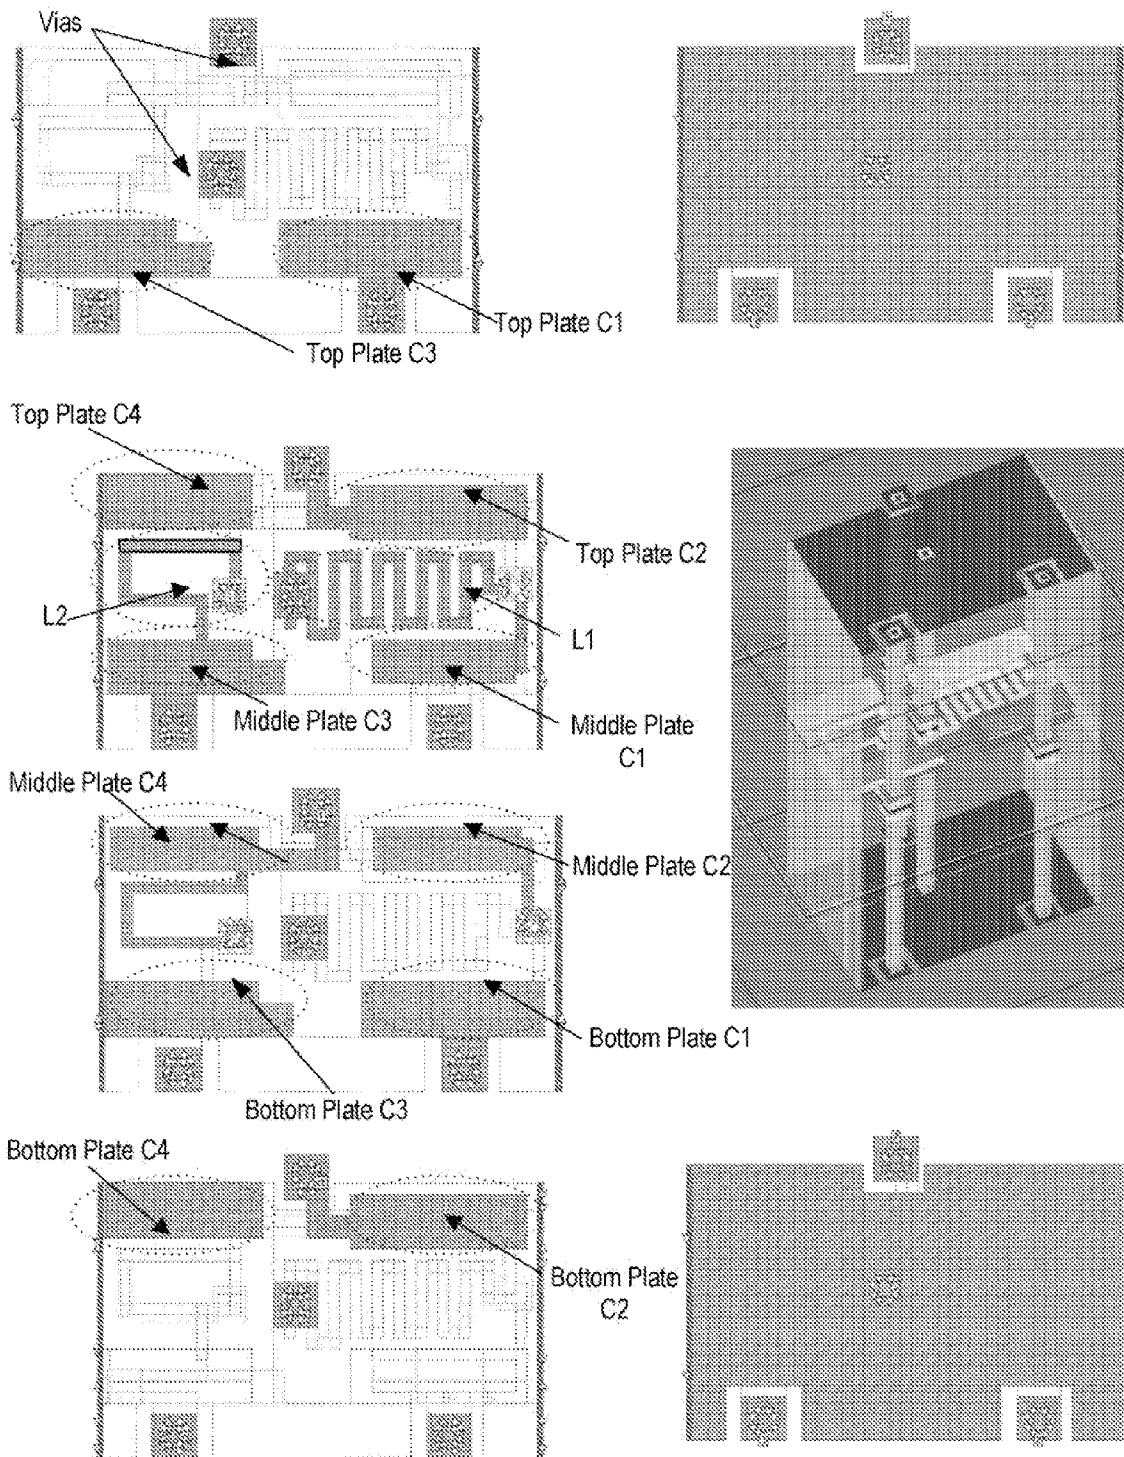 Vias
Top Plate C1
Top Plate C3
Top Plate C4
Top Plate C2
L2
L1
Middle Plate C3
Middle Plate
C1
Middle Plate C4
Middle Plate C2
Bottom Plate C1
Bottom Plate C3
Bottom Plate C4
Bottom Plate
C2